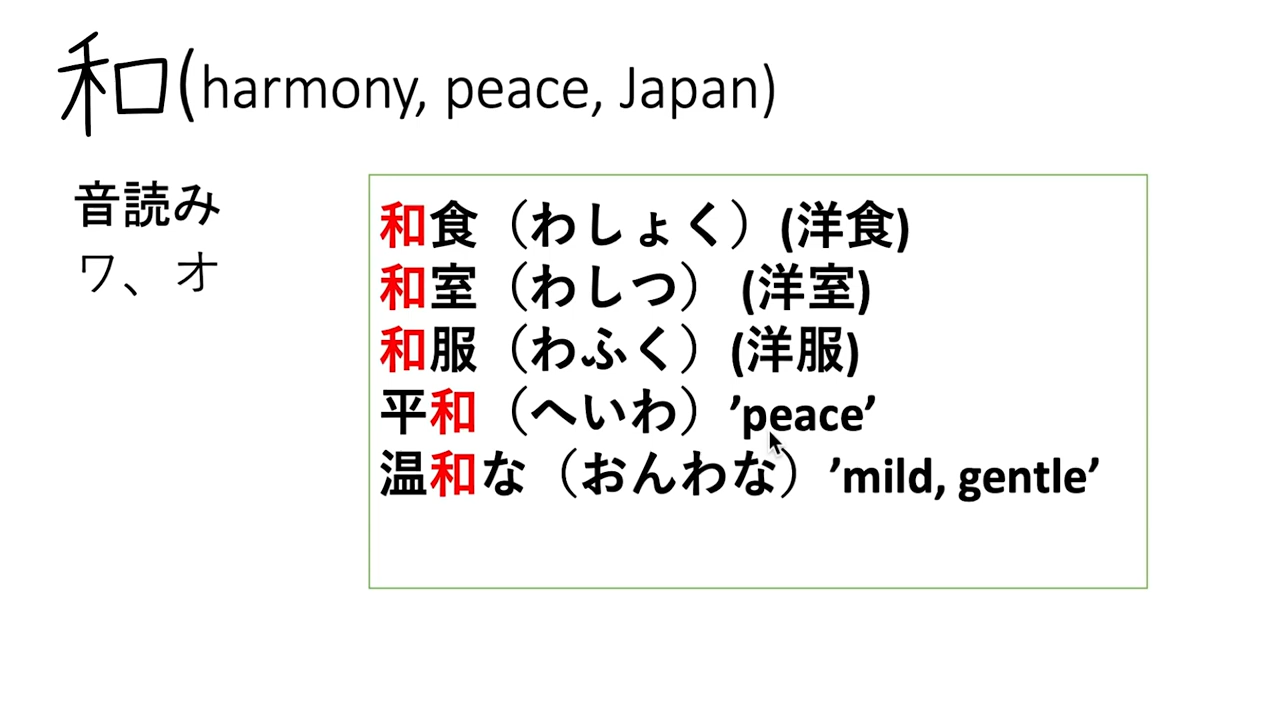 和(harmony, peace, Japan)
音読み
ワ、オ
和食（わしょく）(洋食)
和室（わしつ） (洋室)
和服（わふく）(洋服)
平和（へいわ）’peace’
温和な（おんわな）’mild, gentle’